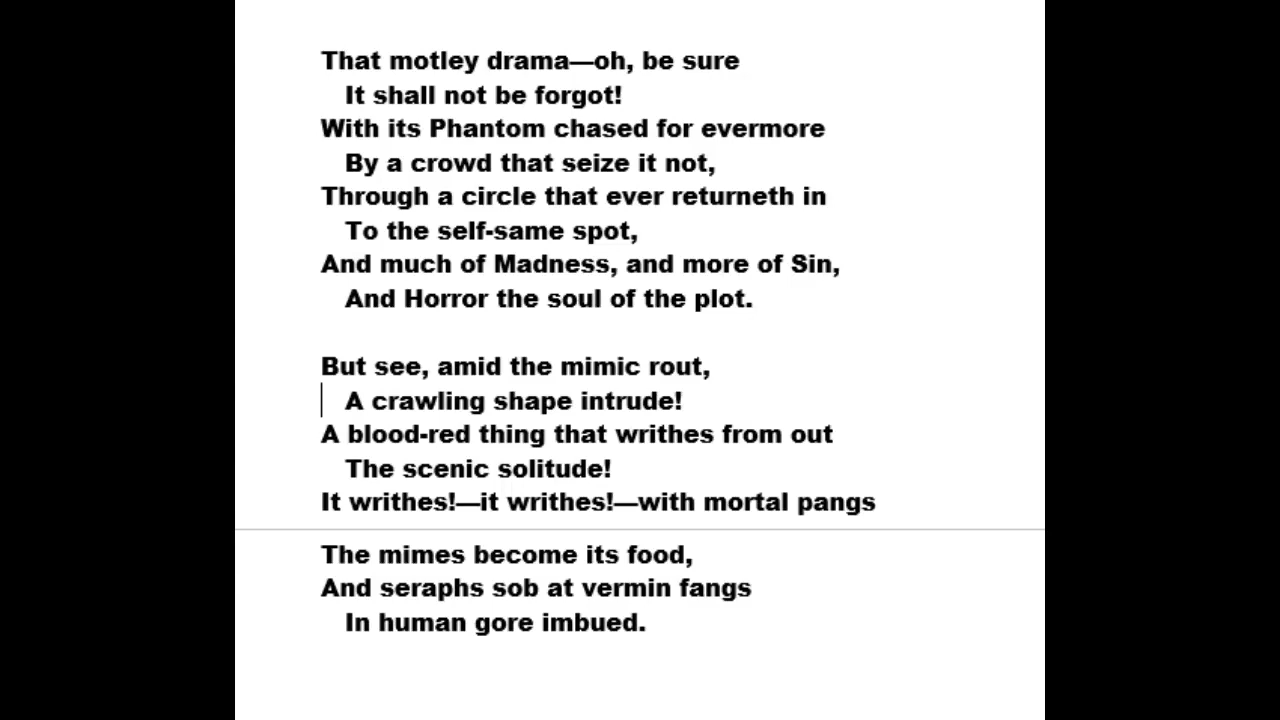 That motley drama—oh, be sure
It shall not be forgot!
With its Phantom chased for evermore
By a crowd that seize it not,
Through a circle that ever returneth in
To the self-same spot,
And much of Madness, and more of Sin,
And Horror the soul of the plot.
But see, amid the mimic rout,
A crawling shape intrude!
A blood-red thing that writhes from out
The scenic solitude!
It writhes!—it writhes!—with mortal pangs
The mimes become its food,
And seraphs sob at vermin fangs
In human gore imbued.